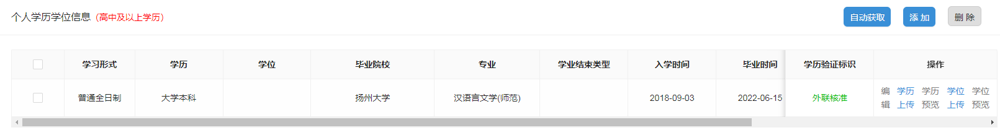 个人学历学位信息（高中及以上学历） 自动获取 添 加 删 除
学习形式 学历 学位 毕业院校 专业 学业结束类型 入学时间 毕业时间 学历验证标识 操作
普通全日制 大学本科 扬州大学 汉语言文学(师范) 2018-09-03 2022-06-15 外联核准 编 学历 学历 学位 学位
辑 上传 预览 上传 预览